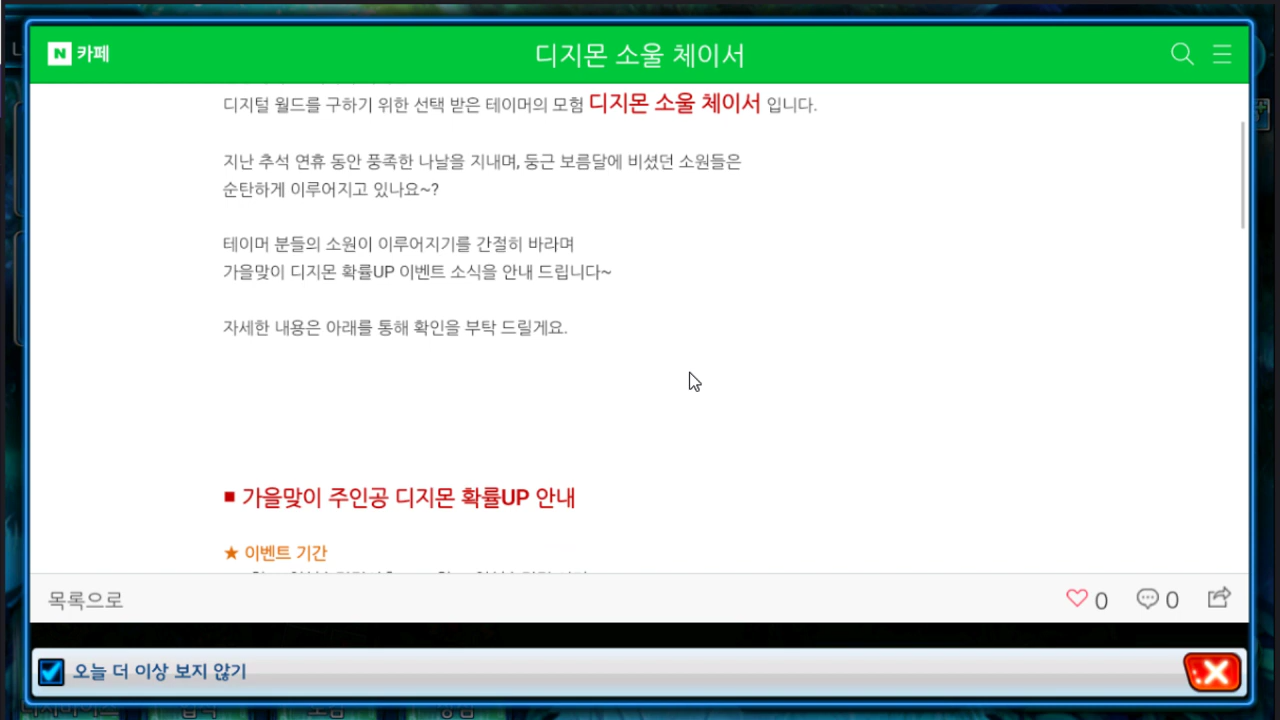 N 카페
디지몬 소울 체이서
디지털 월드를 구하기 위한 선택 받은 테이머의 모험 디지몬 소울 체이서 입니다.
지난 추석 연휴 동안 풍족한 나날을 지내며, 둥근 보름달에 비셨던 소원들은
순탄하게 이루어지고 있나요~?
테이머 분들의 소원이 이루어지기를 간절히 바라며
가을맞이 디지몬 확률UP 이벤트 소식을 안내 드립니다~
자세한 내용은 아래를 통해 확인을 부탁 드릴게요.
■ 가을맞이 주인공 디지몬 확률UP 안내
★ 이벤트 기간
목록으로
0
0
오늘 더 이상 보지 않기